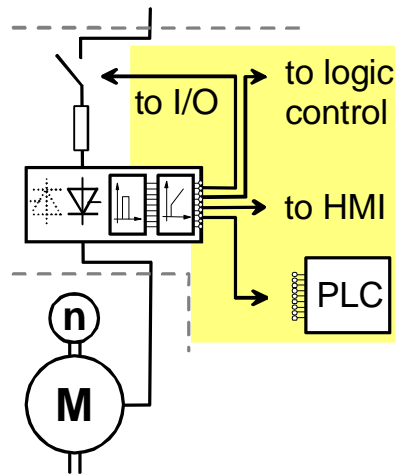 to I/O
to logic
control
to HMI
PLC
n
M